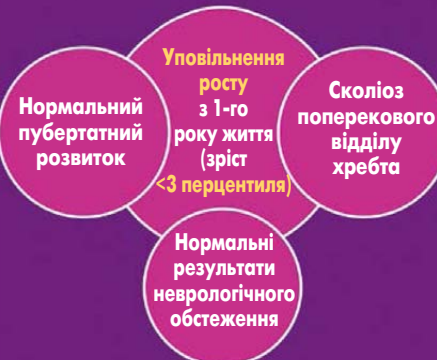 Уповільнення
росту
з 1-го
року життя
(зріст
<3 перцентиля)
Нормальний
пубертатний
розвиток
Сколіоз
поперекового
відділу
хребта
Нормальні
результати
неврологічного
обстеження